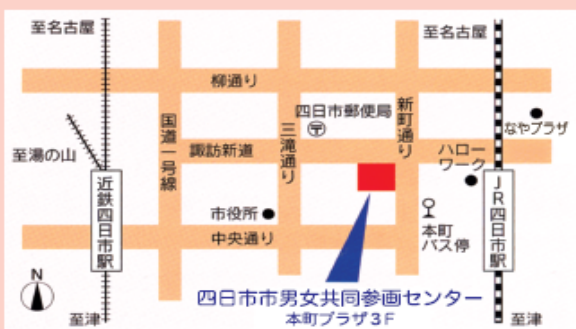 至名古屋
至名古屋
柳通り
四日市郵便局
〒
新町通り
国道一号線
三滝通り
なやプラザ
諏訪新道
ハロー
ワーク
至湯の山
近鉄四日市駅
JR四日市駅
市役所
本町
バス停
中央通り
N
四日市市男女共同参画センター
本町プラザ3F
至津
至津